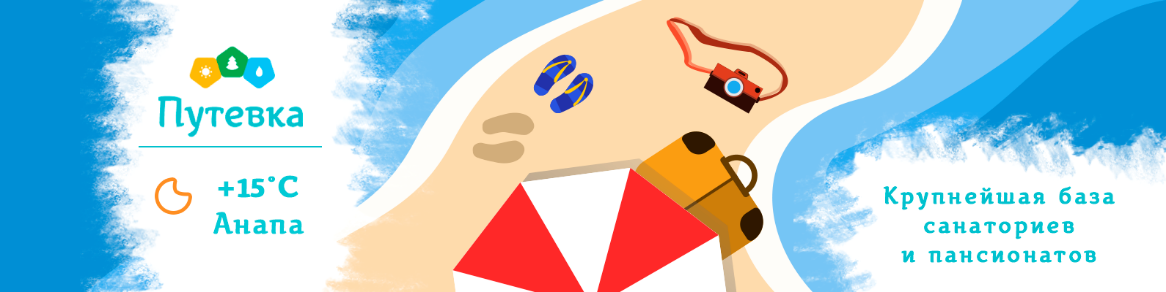 Путевка
+15°C
Анапа
Крупнейшая база
санаториев
и пансионатов